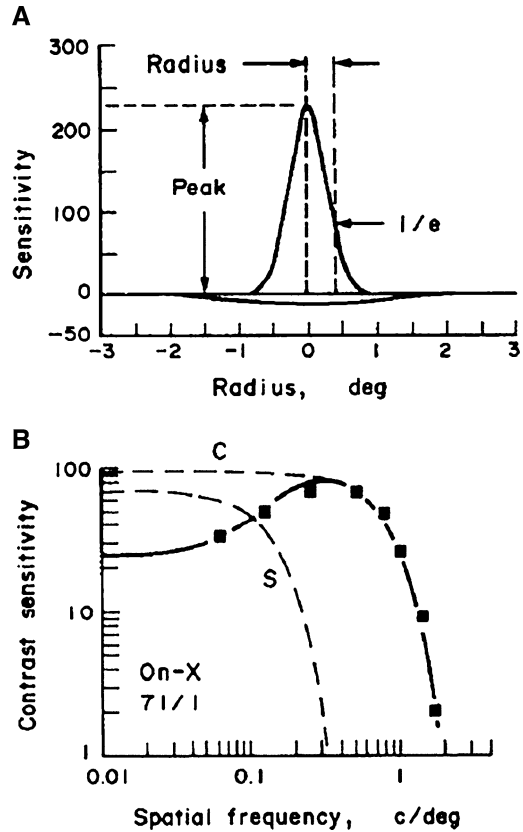 A
300
Radius
200
Peak
Sensitivity
100
1/e
0
-50
-3 -2 -1 0 1 2 3
Radius, deg
B
C
100
Contrast sensitivity
S
10
On-X
71/1
1
0.01 0.1 1
Spatial frequency, c/deg